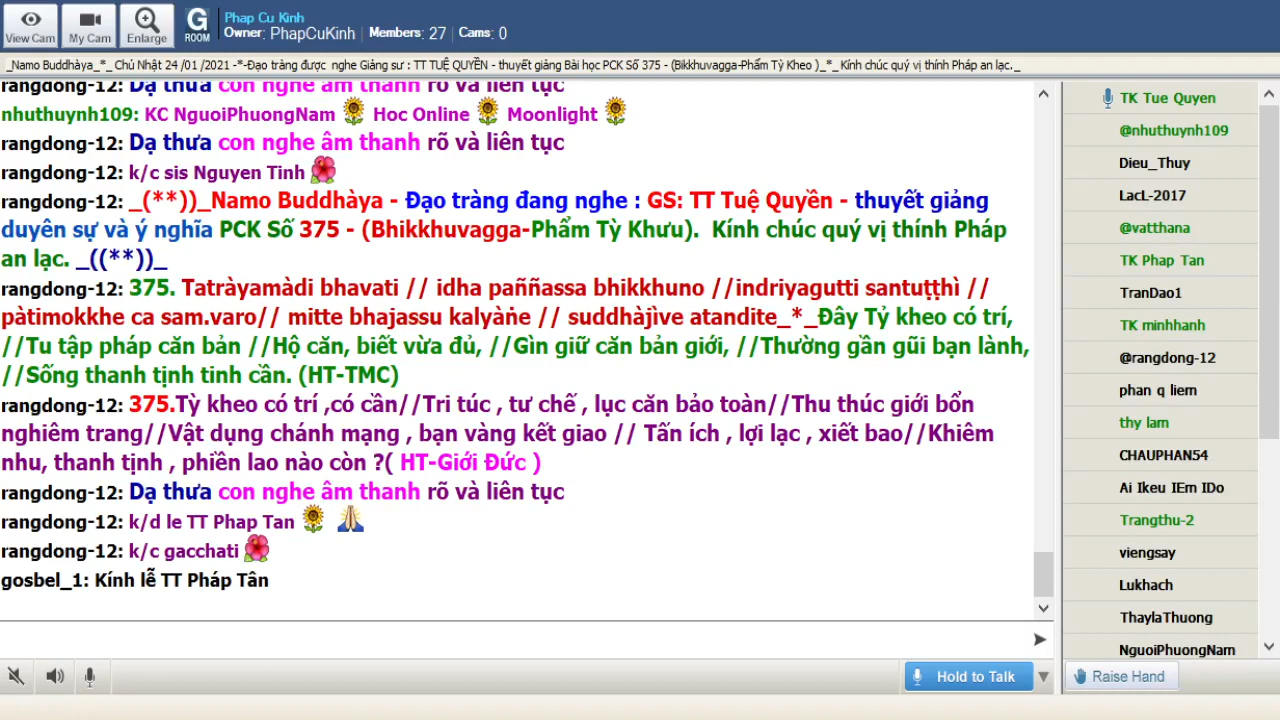 View Cam
My Cam
Enlarge
G
ROOM
Phap Cu Kinh
Owner: PhapCuKinh | Members: 27 | Cams: 0
_Namo Buddhàya_*_ Chủ Nhật 24 /01 /2021 -*-Đạo tràng được nghe Giảng sư : TT TUỆ QUYỀN - thuyết giảng Bài học PCK Số 375 - (Bikkhuvagga-Phẩm Tỳ Kheo )_*_ Kính chúc quý vị thính Pháp an lạc._
rangdong-12: Dạ thưa con nghe âm thanh rõ và liên tục
nhuthuynh109: KC NguoiPhuongNam Hoc Online Moonlight
rangdong-12: Dạ thưa con nghe âm thanh rõ và liên tục
rangdong-12: k/c sis Nguyen Tinh
rangdong-12: _(**))_Namo Buddhàya - Đạo tràng đang nghe : GS: TT Tuệ Quyền - thuyết giảng
duyên sự và ý nghĩa PCK Số 375 - (Bhikkhuvagga-Phẩm Tỳ Khưu). Kính chúc quý vị thính Pháp
an lạc. _((**))_
rangdong-12: 375. Tatràyamàdi bhavati // idha paññassa bhikkhuno //indriyagutti santuṭṭhì //
pàtimokkhe ca sam.varo// mitte bhajassu kalyàṅe // suddhàjìve atandite_*_Đây Tỷ kheo có trí,
//Tu tập pháp căn bản //Hộ căn, biết vừa đủ, //Gìn giữ căn bản giới, //Thường gần gũi bạn lành,
//Sống thanh tịnh tinh cần. (HT-TMC)
rangdong-12: 375.Tỳ kheo có trí ,có cần//Tri túc , tư chế , lục căn bảo toàn//Thu thúc giới bổn
nghiêm trang//Vật dụng chánh mạng , bạn vàng kết giao // Tấn ích , lợi lạc , xiết bao//Khiêm
nhu, thanh tịnh , phiền lao nào còn ?( HT-Giới Đức )
rangdong-12: Dạ thưa con nghe âm thanh rõ và liên tục
rangdong-12: k/d le TT Phap Tan
rangdong-12: k/c gacchati
gosbel_1: Kính lễ TT Pháp Tân
Hold to Talk
TK Tue Quyen
@nhuthuynh109
Dieu_Thuy
LacL-2017
@vatthana
TK Phap Tan
TranDao1
TK minhhanh
@rangdong-12
phan q liem
thy lam
CHAUPHAN54
Ai Ikeu IEm IDo
Trangthu-2
viengsay
Lukhach
ThaylaThuong
NguoiPhuongNam
Raise Hand